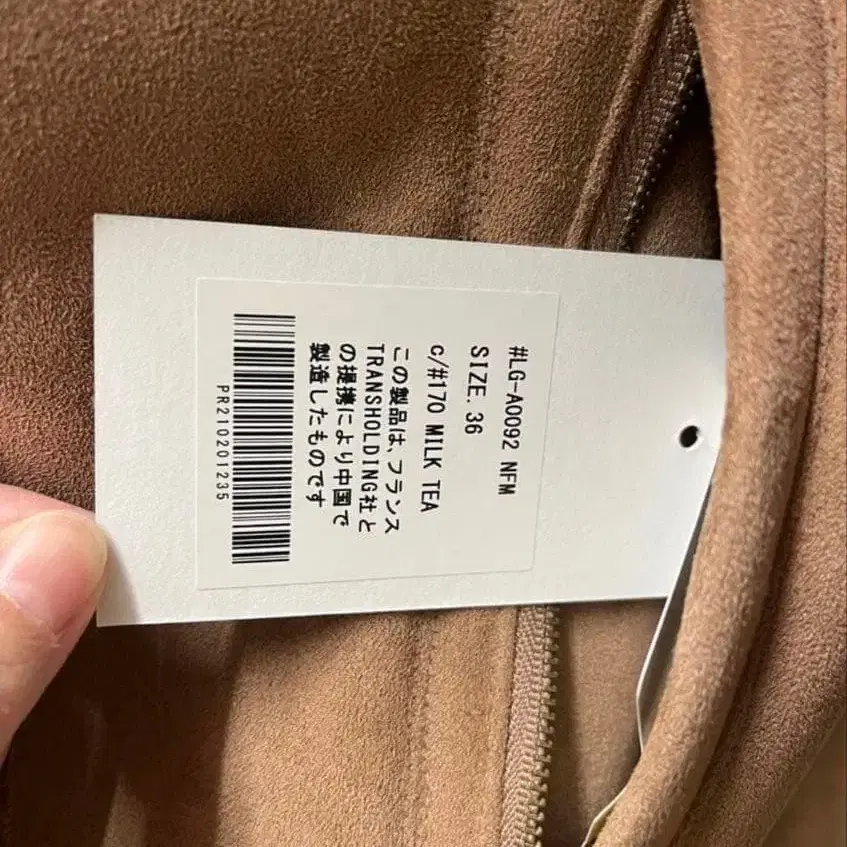 #LG-A0092 NFM
SIZE. 36
c/#170 MILK TEA
この製品は、フランス
TRANSHOLDING社と
の提携により中国で
製造したものです
PR210201235